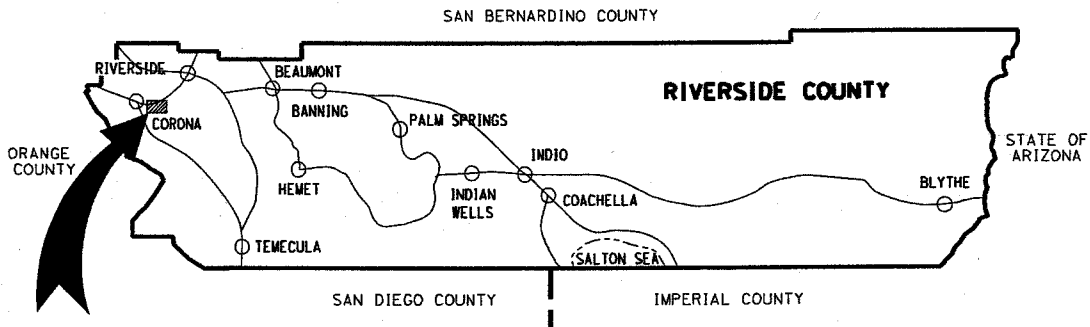 SAN BERNARDINO COUNTY
RIVERSIDE
BEAUMONT
RIVERSIDE COUNTY
BANNING
CORONA
PALM SPRINGS
ORANGE
COUNTY
STATE OF
ARIZONA
INDIO
HEMET
INDIAN
WELLS
COACHELLA
BLYTHE
TEMECULA
SALTON SEA
SAN DIEGO COUNTY
IMPERIAL COUNTY